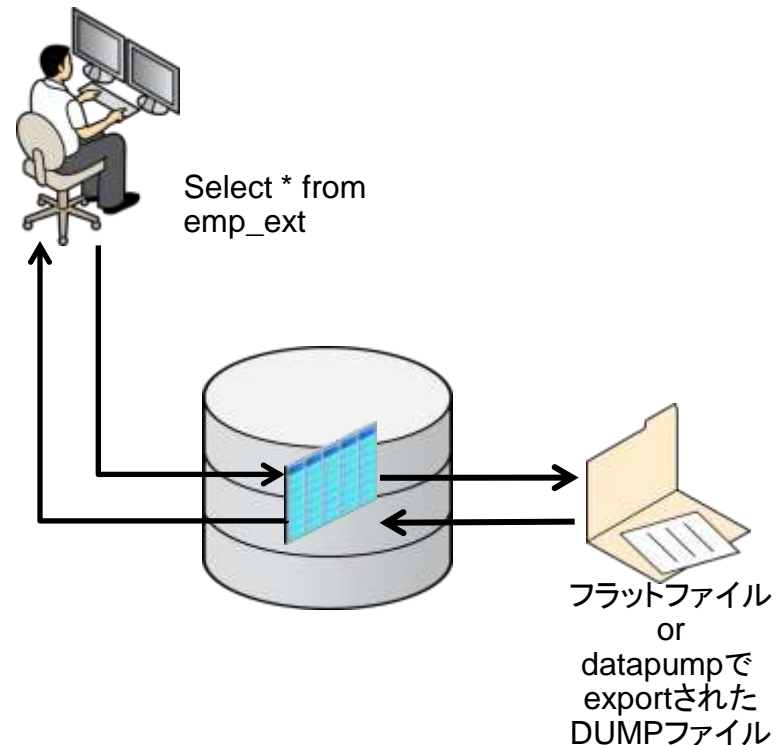 Select * from
emp_ext
フラットファイル
or
datapumpで
exportされた
DUMPファイル